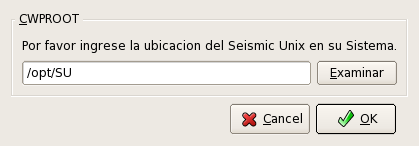 CWPROOT
Por favor ingrese la ubicacion del Seismic Unix en su Sistema.
/opt/SU Examinar
Cancel OK